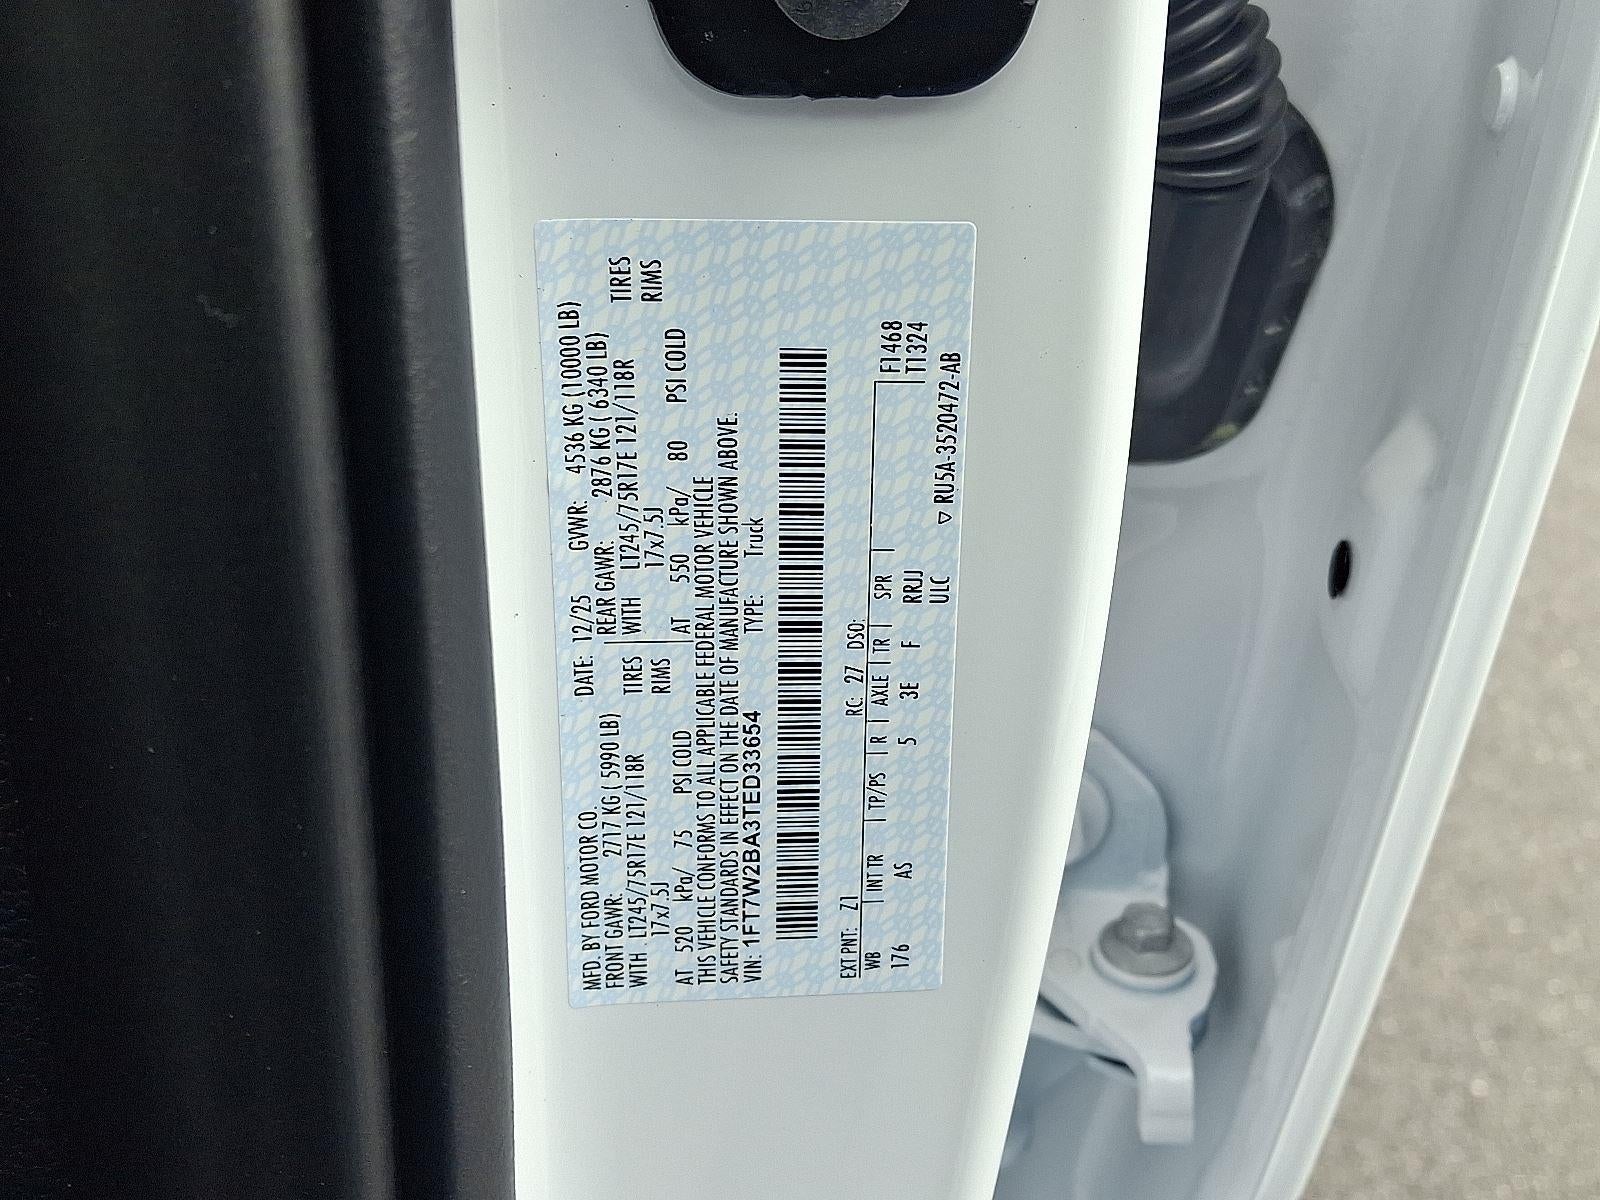 MFD. BY FORD MOTOR CO. DATE: 12/25 GVWR: 4536 KG (10000 LB)
FRONT GAWR: 2717 KG ( 5990 LB) REAR GAWR: 2876 KG ( 6340 LB)
WITH LT245/75R17E 121/118R TIRES WITH LT245/75R17E 121/118R TIRES
17x7.5J RIMS 17x7.5J RIMS
AT 520 kPa/ 75 PSI COLD AT 550 kPa/ 80 PSI COLD
THIS VEHICLE CONFORMS TO ALL APPLICABLE FEDERAL MOTOR VEHICLE
SAFETY STANDARDS IN EFFECT ON THE DATE OF MANUFACTURE SHOWN ABOVE.
VIN: 1FT7W2BA3TED33654 TYPE: Truck
EXT PNT: Z1 RC: 27 DSO:
WB INT TR TP/PS R AXLE TR SPR F1468
176 AS 5 3E F RRJJ T1324
ULC ▽ RU5A-3520472-AB